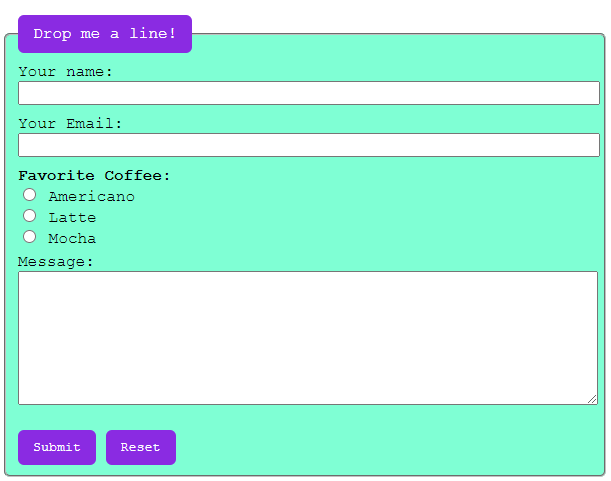 Drop me a line!
Your name:
Your Email:
Favorite Coffee:
Americano
Latte
Mocha
Message:
Submit Reset